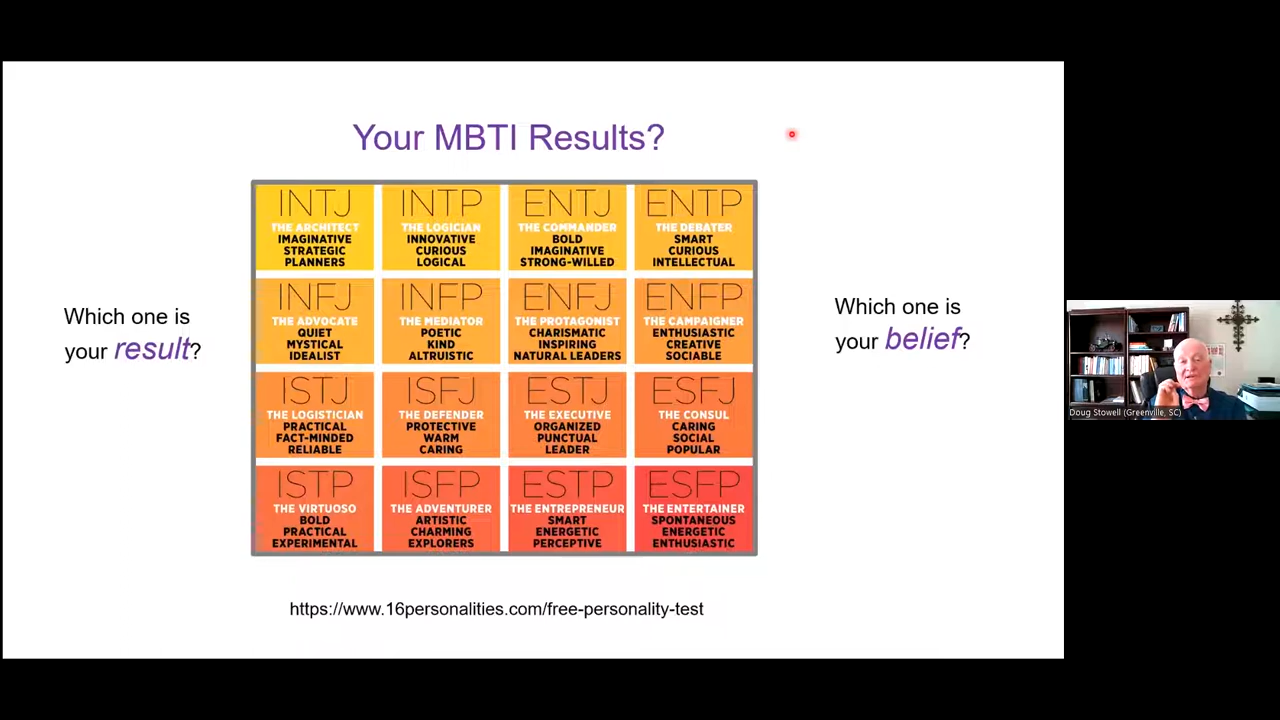 Your MBTI Results?
INTJ
THE ARCHITECT
IMAGINATIVE
STRATEGIC
PLANNERS
INTP
THE LOGICIAN
INNOVATIVE
CURIOUS
LOGICAL
ENTJ
THE COMMANDER
BOLD
IMAGINATIVE
STRONG-WILLED
ENTP
THE DEBATER
SMART
CURIOUS
INTELLECTUAL
INFJ
THE ADVOCATE
QUIET
MYSTICAL
IDEALIST
INFP
THE MEDIATOR
POETIC
KIND
ALTRUISTIC
ENFJ
THE PROTAGONIST
CHARISMATIC
INSPIRING
NATURAL LEADERS
ENFP
THE CAMPAIGNER
ENTHUSIASTIC
CREATIVE
SOCIABLE
ISTJ
THE LOGISTICIAN
PRACTICAL
FACT-MINDED
RELIABLE
ISFJ
THE DEFENDER
PROTECTIVE
WARM
CARING
ESTJ
THE EXECUTIVE
ORGANIZED
PUNCTUAL
LEADER
ESFJ
THE CONSUL
CARING
SOCIAL
POPULAR
ISTP
THE VIRTUOSO
BOLD
PRACTICAL
EXPERIMENTAL
ISFP
THE ADVENTURER
ARTISTIC
CHARMING
EXPLORERS
ESTP
THE ENTREPRENEUR
SMART
ENERGETIC
PERCEPTIVE
ESFP
THE ENTERTAINER
SPONTANEOUS
ENERGETIC
ENTHUSIASTIC
Which one is
your result?
Which one is
your belief?
https://www.16personalities.com/free-personality-test
Doug Stowell (Greenville, SC)